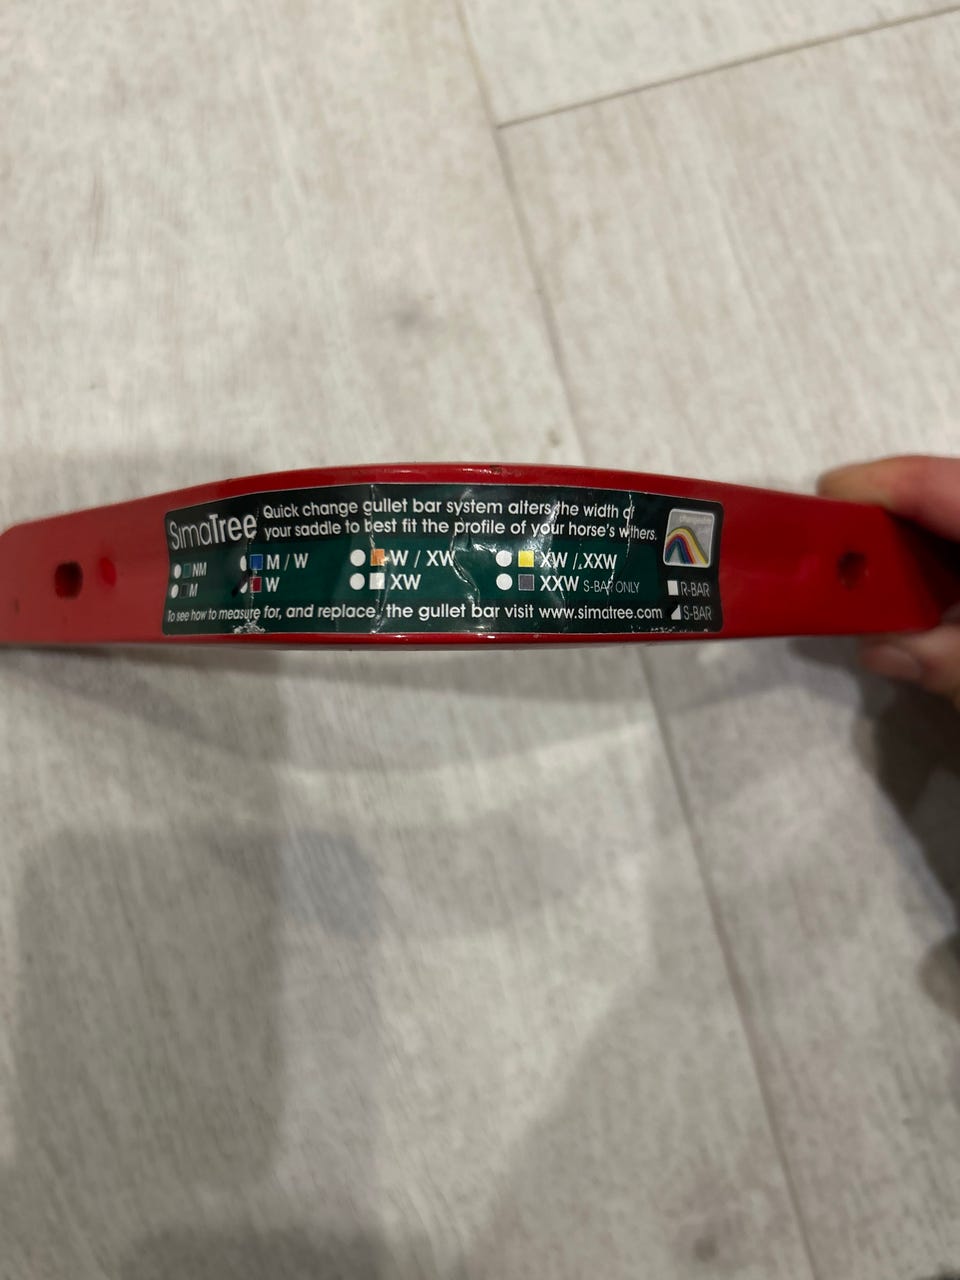 SimaTree
Quick change gullet bar system alters the width of
your saddle to best fit the profile of your horse's withers.
NM M / W W / XW XW / XXW
M W XW XXW S-BAR ONLY R-BAR
To see how to measure for, and replace, the gullet bar visit www.simatree.com S-BAR